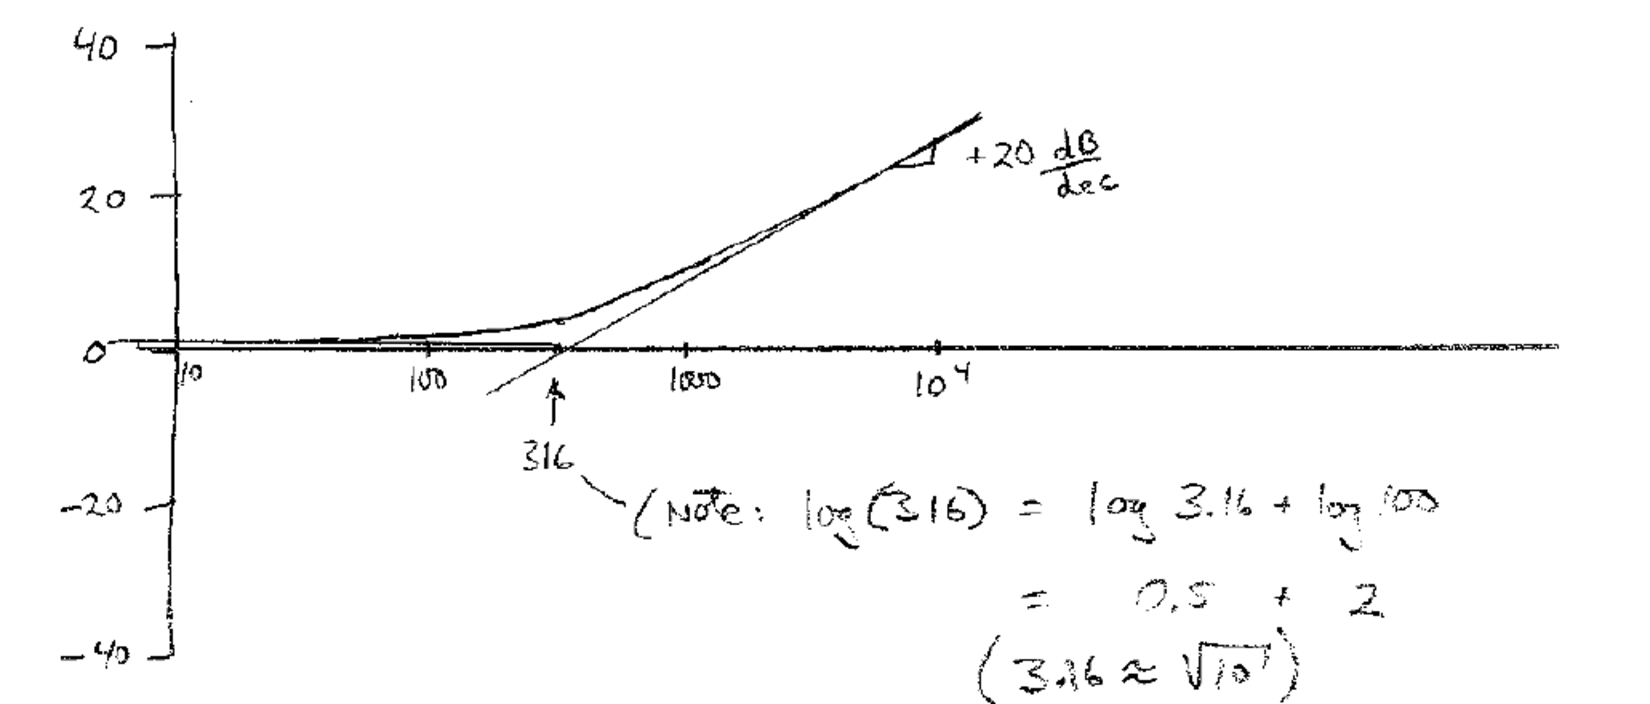 40
+20 dB/dec
20
0
10 100 1000 10⁴
316
-20
(Note: log(316) = log 3.16 + log 100
= 0.5 + 2
-40
(3.16 ≈ √10)